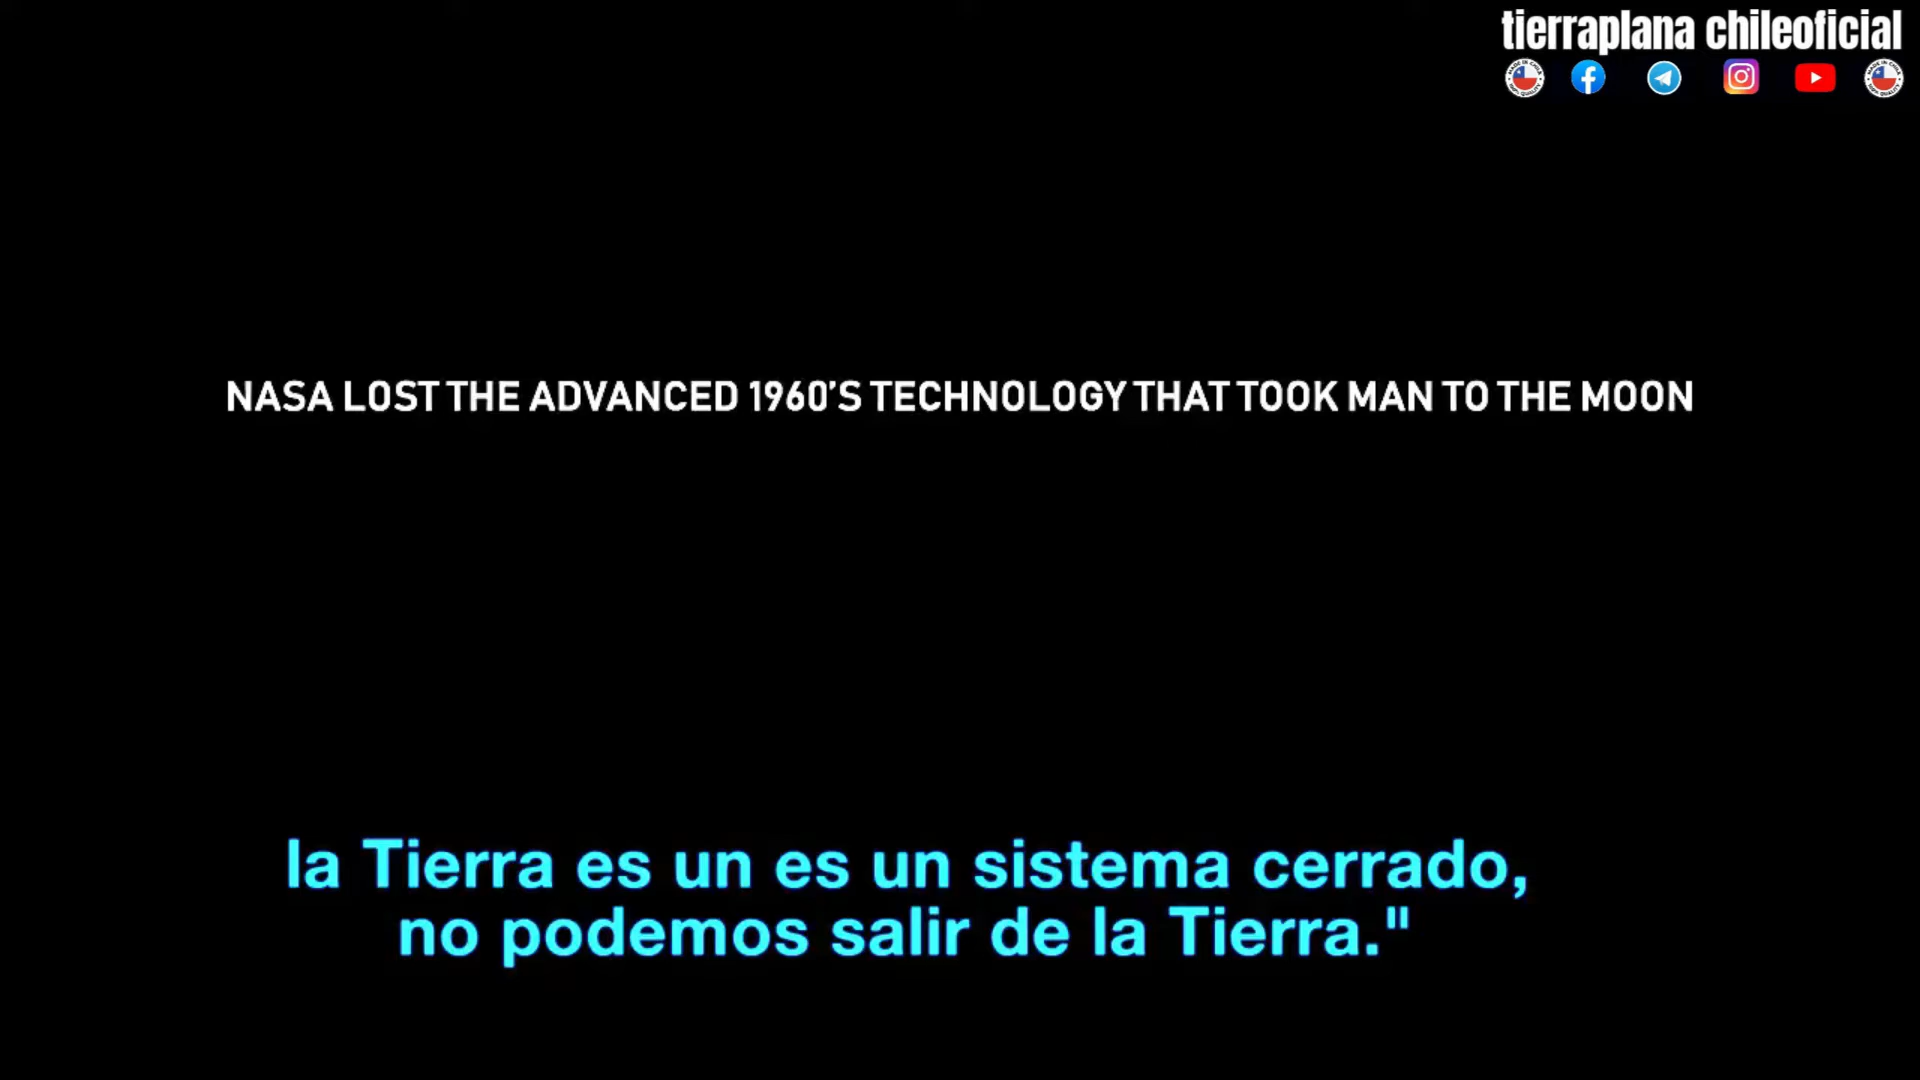 tierraplana chileoficial
NASA LOST THE ADVANCED 1960'S TECHNOLOGY THAT TOOK MAN TO THE MOON
la Tierra es un es un sistema cerrado,
no podemos salir de la Tierra."